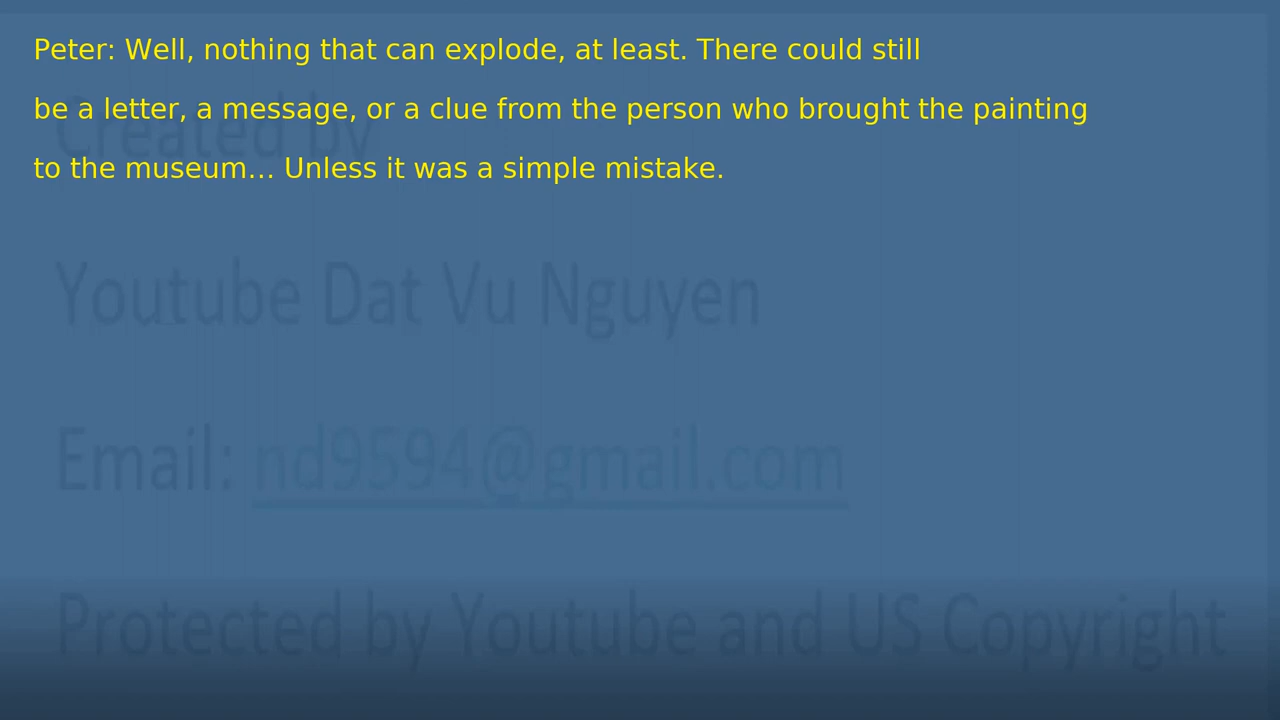 Peter: Well, nothing that can explode, at least. There could still
be a letter, a message, or a clue from the person who brought the painting
to the museum... Unless it was a simple mistake.
Created by
Youtube Dat Vu Nguyen
Email: nd9594@gmail.com
Protected by Youtube and US Copyright